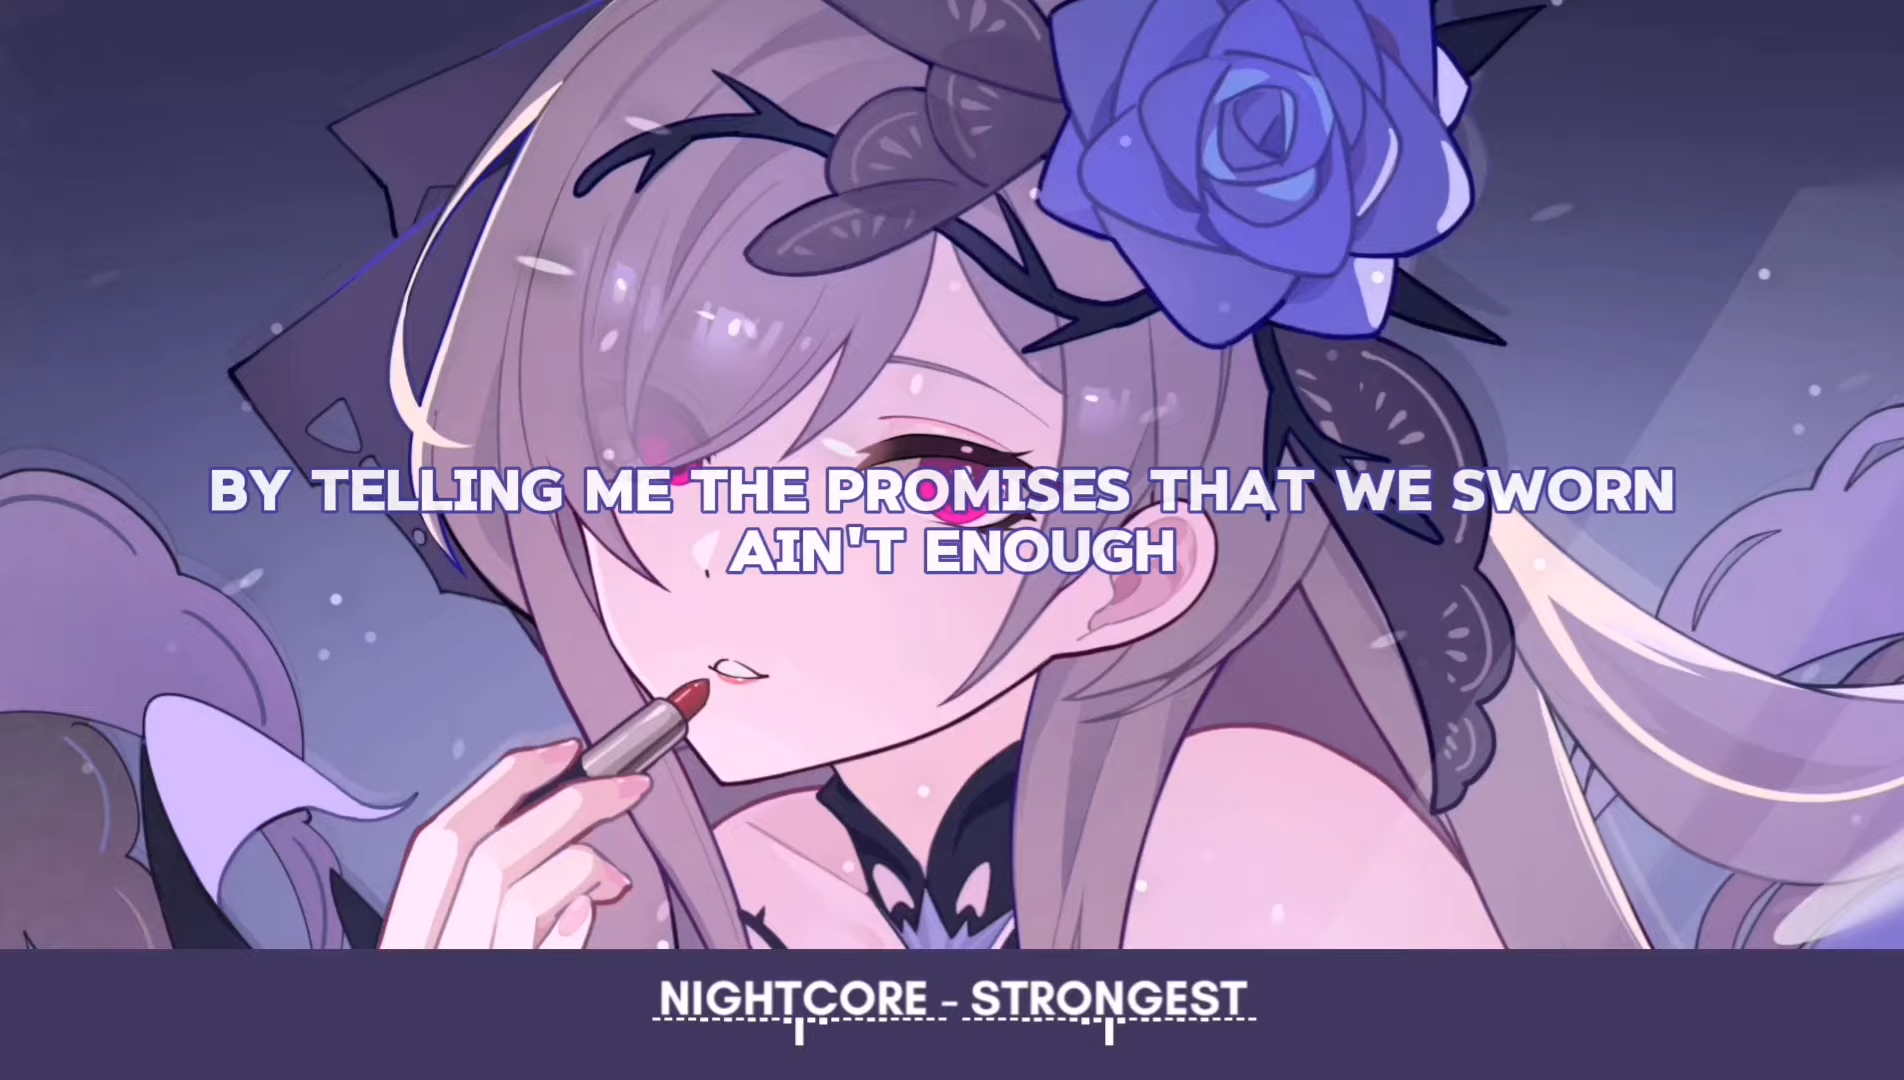 BY TELLING ME THE PROMISES THAT WE SWORN
AIN'T ENOUGH
NIGHTCORE - STRONGEST